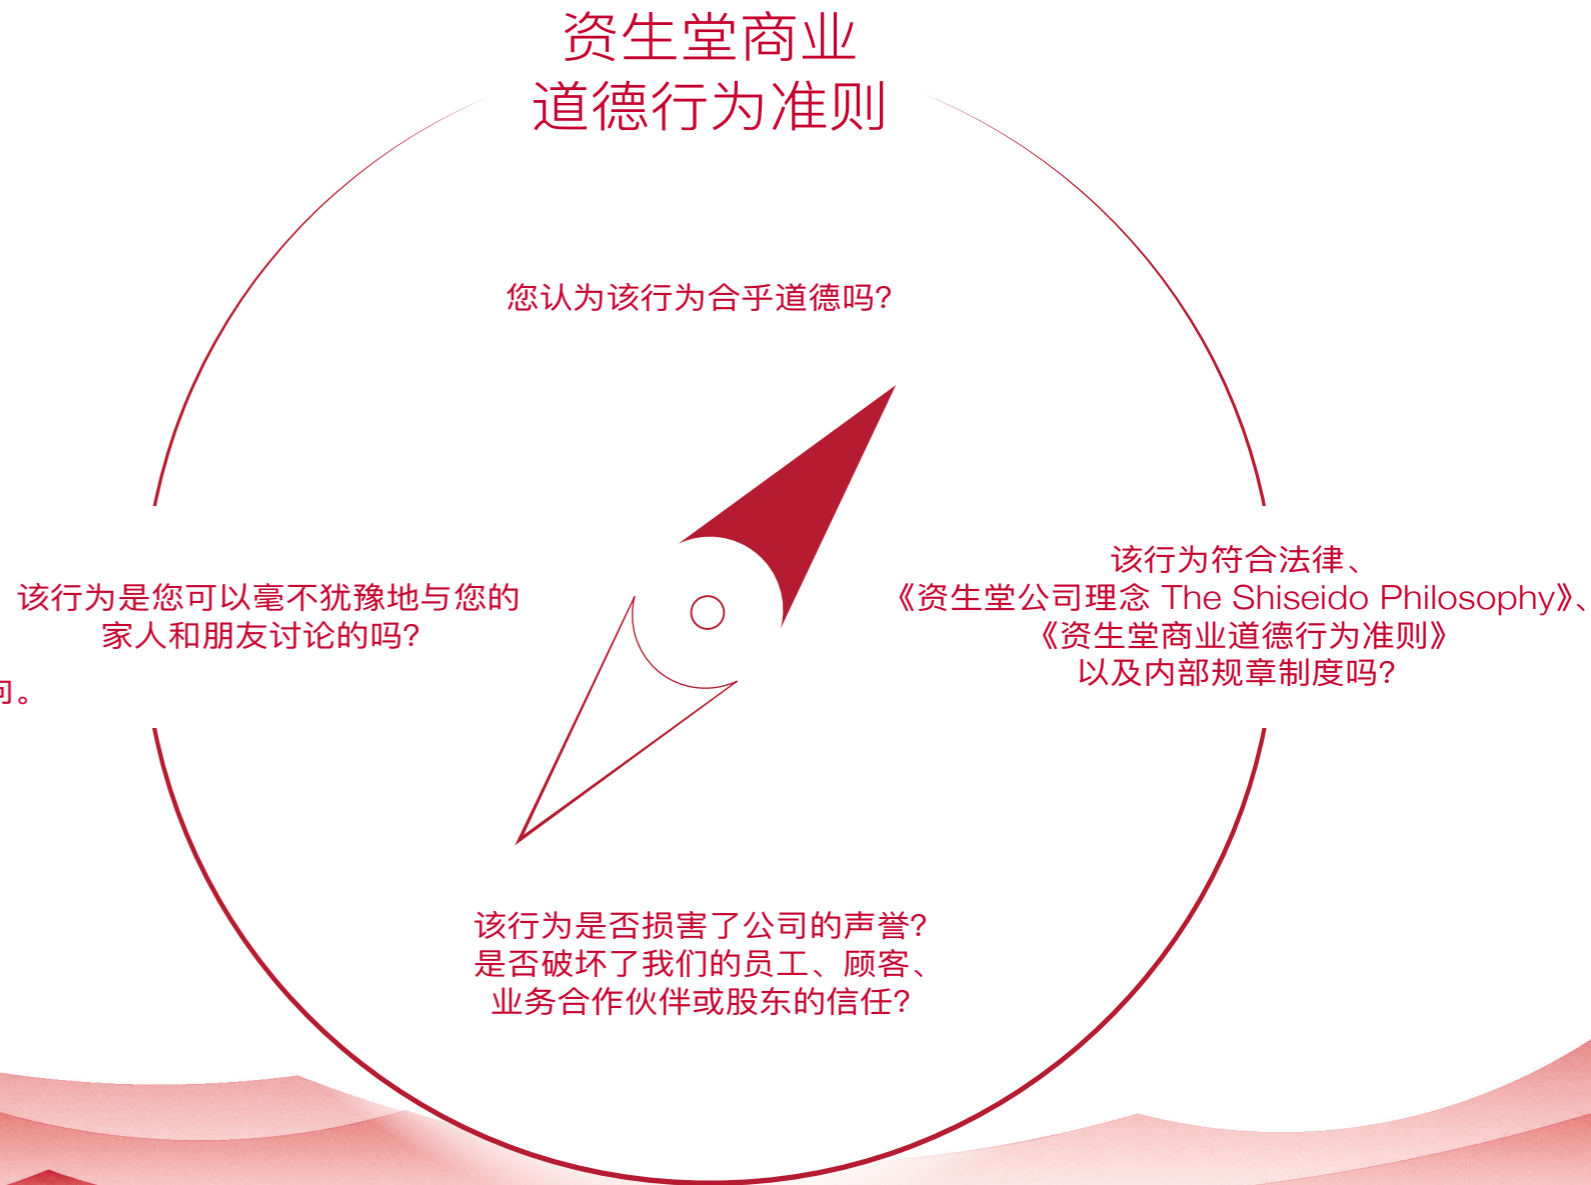 资生堂商业
道德行为准则
您认为该行为合乎道德吗?
该行为是您可以毫不犹豫地与您的
家人和朋友讨论的吗?
该行为符合法律、
《资生堂公司理念 The Shiseido Philosophy》、
《资生堂商业道德行为准则》
以及内部规章制度吗?
该行为是否损害了公司的声誉?
是否破坏了我们的员工、顾客、
业务合作伙伴或股东的信任?